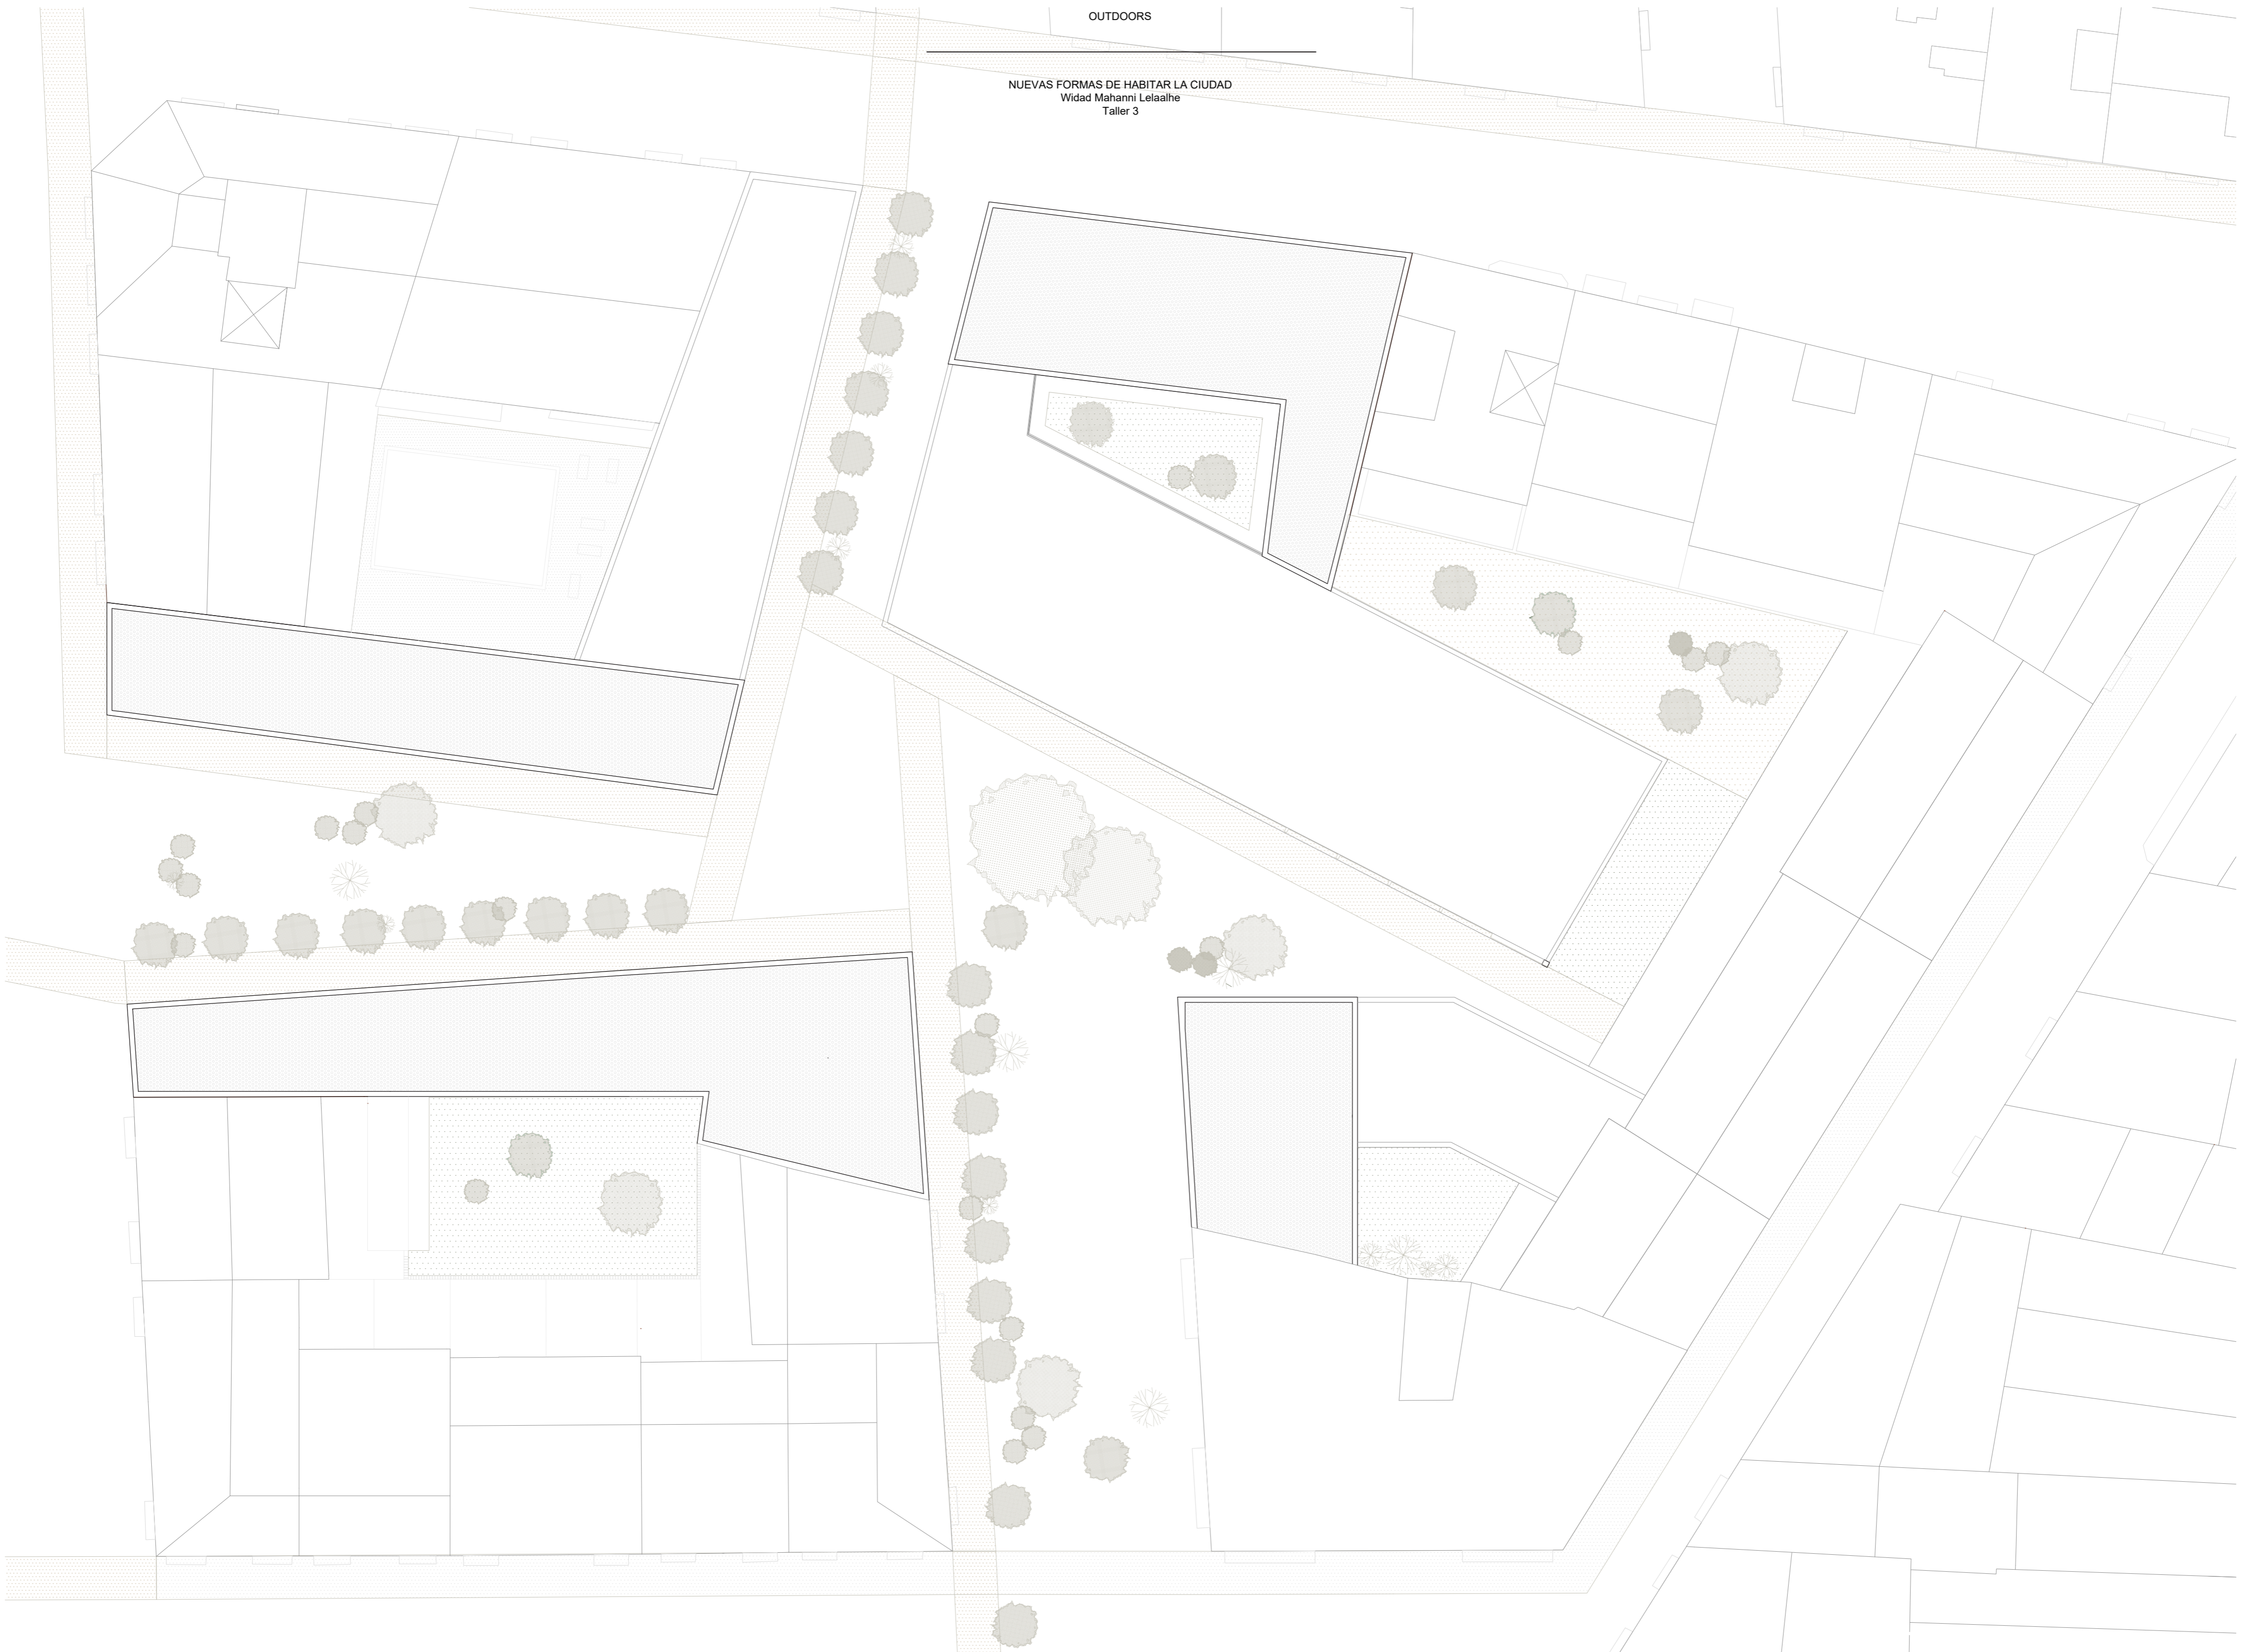 OUTDOORS
NUEVAS FORMAS DE HABITAR LA CIUDAD
Widad Mahanni Lelaalhe
Taller 3